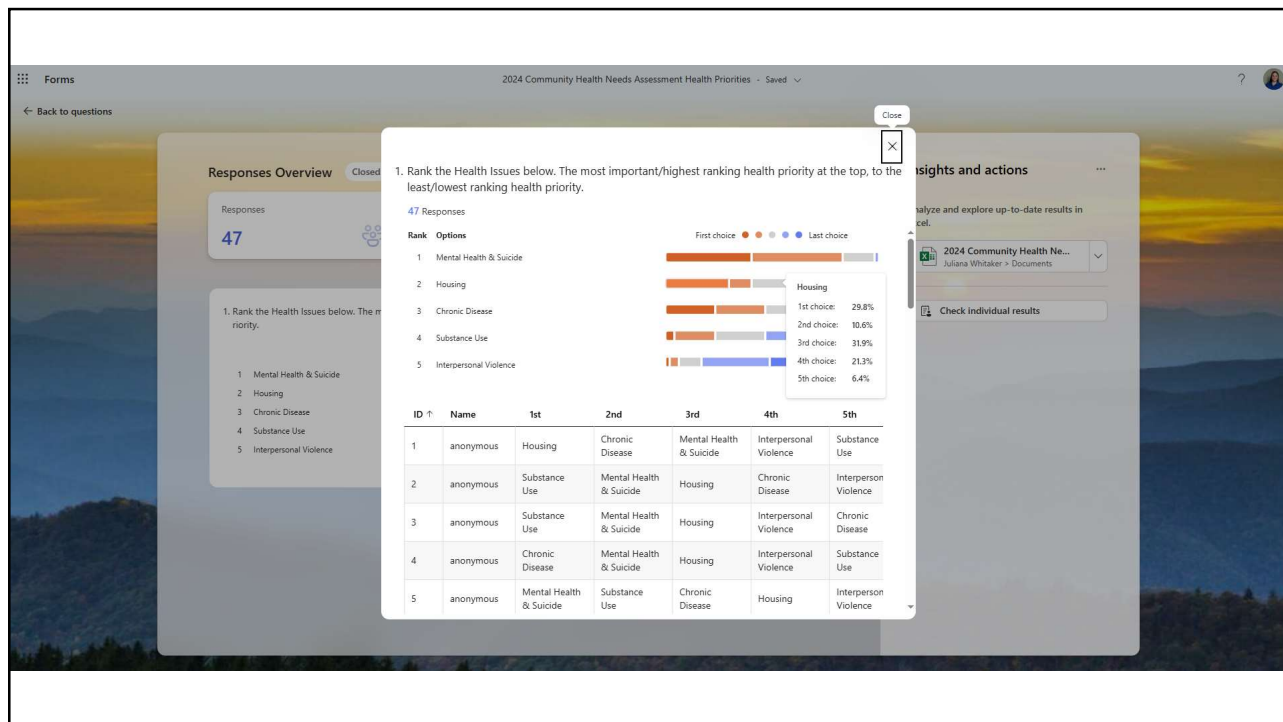 Forms
2024 Community Health Needs Assessment Health Priorities - Saved
?
← Back to questions
Close
Responses Overview
Closed
Responses
47
1. Rank the Health Issues below. The m
riority.
1 Mental Health & Suicide
2 Housing
3 Chronic Disease
4 Substance Use
5 Interpersonal Violence
1. Rank the Health Issues below. The most important/highest ranking health priority at the top, to the
least/lowest ranking health priority.
47 Responses
Rank Options
First choice
Last choice
1 Mental Health & Suicide
2 Housing
3 Chronic Disease
4 Substance Use
5 Interpersonal Violence
Housing
1st choice: 29.8%
2nd choice: 10.6%
3rd choice: 31.9%
4th choice: 21.3%
5th choice: 6.4%
ID ↑ Name 1st 2nd 3rd 4th 5th
1 anonymous Housing Chronic Disease Mental Health & Suicide Interpersonal Violence Substance Use
2 anonymous Substance Use Mental Health & Suicide Housing Chronic Disease Interperson Violence
3 anonymous Substance Use Mental Health & Suicide Housing Interpersonal Violence Chronic Disease
4 anonymous Chronic Disease Mental Health & Suicide Housing Interpersonal Violence Substance Use
5 anonymous Mental Health & Suicide Substance Use Chronic Disease Housing Interperson Violence
nsights and actions
...
nalyze and explore up-to-date results in
cel.
2024 Community Health Ne...
Juliana Whitaker > Documents
Check individual results